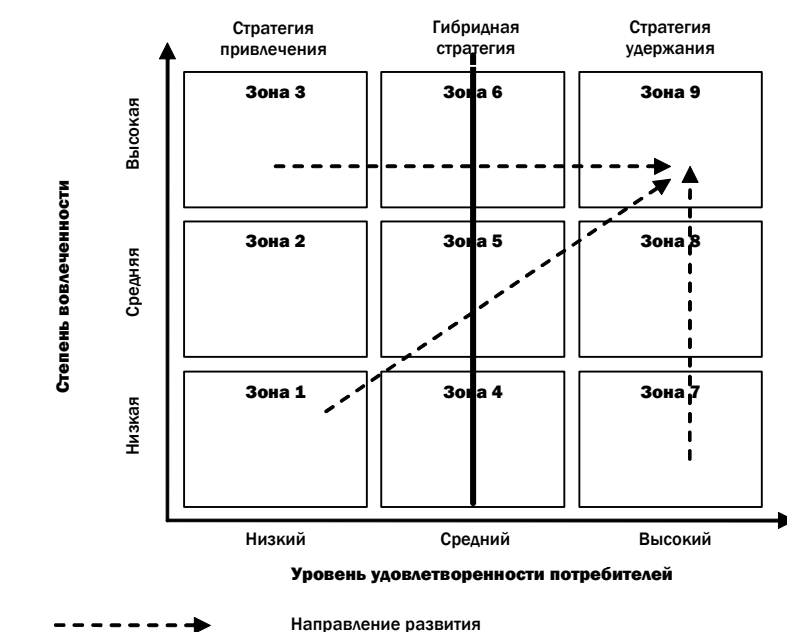 Стратегия
привлечения
Гибридная
стратегия
Стратегия
удержания
Степень вовлеченности
Высокая
Средняя
Низкая
Зона 3
Зона 6
Зона 9
Зона 2
Зона 5
Зона 8
Зона 1
Зона 4
Зона 7
Низкий
Средний
Высокий
Уровень удовлетворенности потребителей
Направление развития